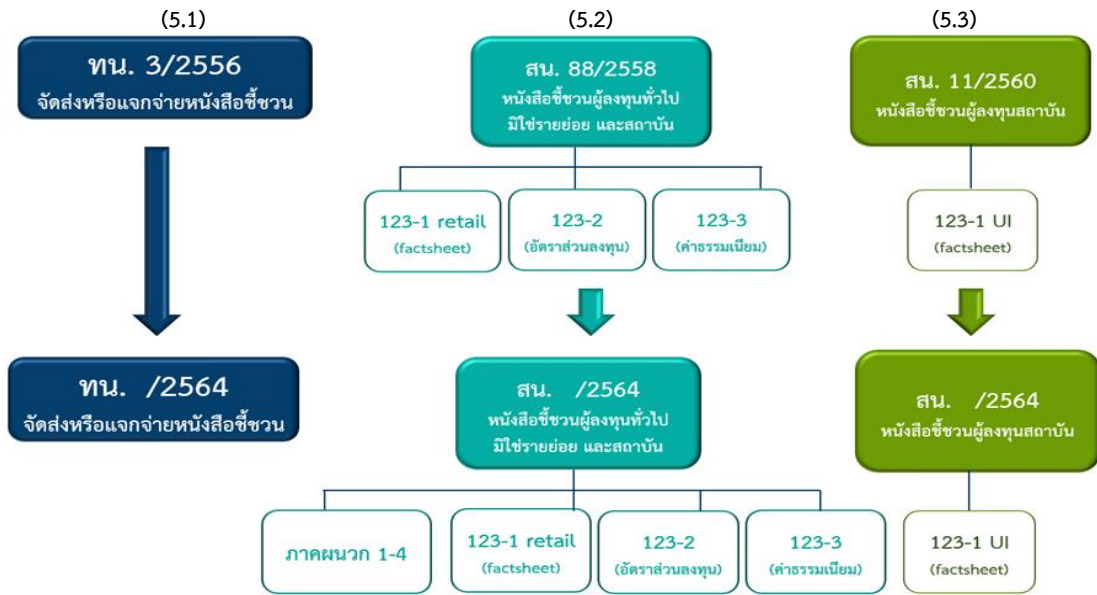 (5.1)
(5.2)
(5.3)
ทน. 3/2556
จัดส่งหรือแจกจ่ายหนังสือชี้ชวน
สน. 88/2558
หนังสือชี้ชวนผู้ลงทุนทั่วไป
มิใช่รายย่อย และสถาบัน
สน. 11/2560
หนังสือชี้ชวนผู้ลงทุนสถาบัน
123-1 retail
(factsheet)
123-2
(อัตราส่วนลงทุน)
123-3
(ค่าธรรมเนียม)
123-1 UI
(factsheet)
ทน. /2564
จัดส่งหรือแจกจ่ายหนังสือชี้ชวน
สน. /2564
หนังสือชี้ชวนผู้ลงทุนทั่วไป
มิใช่รายย่อย และสถาบัน
สน. /2564
หนังสือชี้ชวนผู้ลงทุนสถาบัน
ภาคผนวก 1-4
123-1 retail
(factsheet)
123-2
(อัตราส่วนลงทุน)
123-3
(ค่าธรรมเนียม)
123-1 UI
(factsheet)